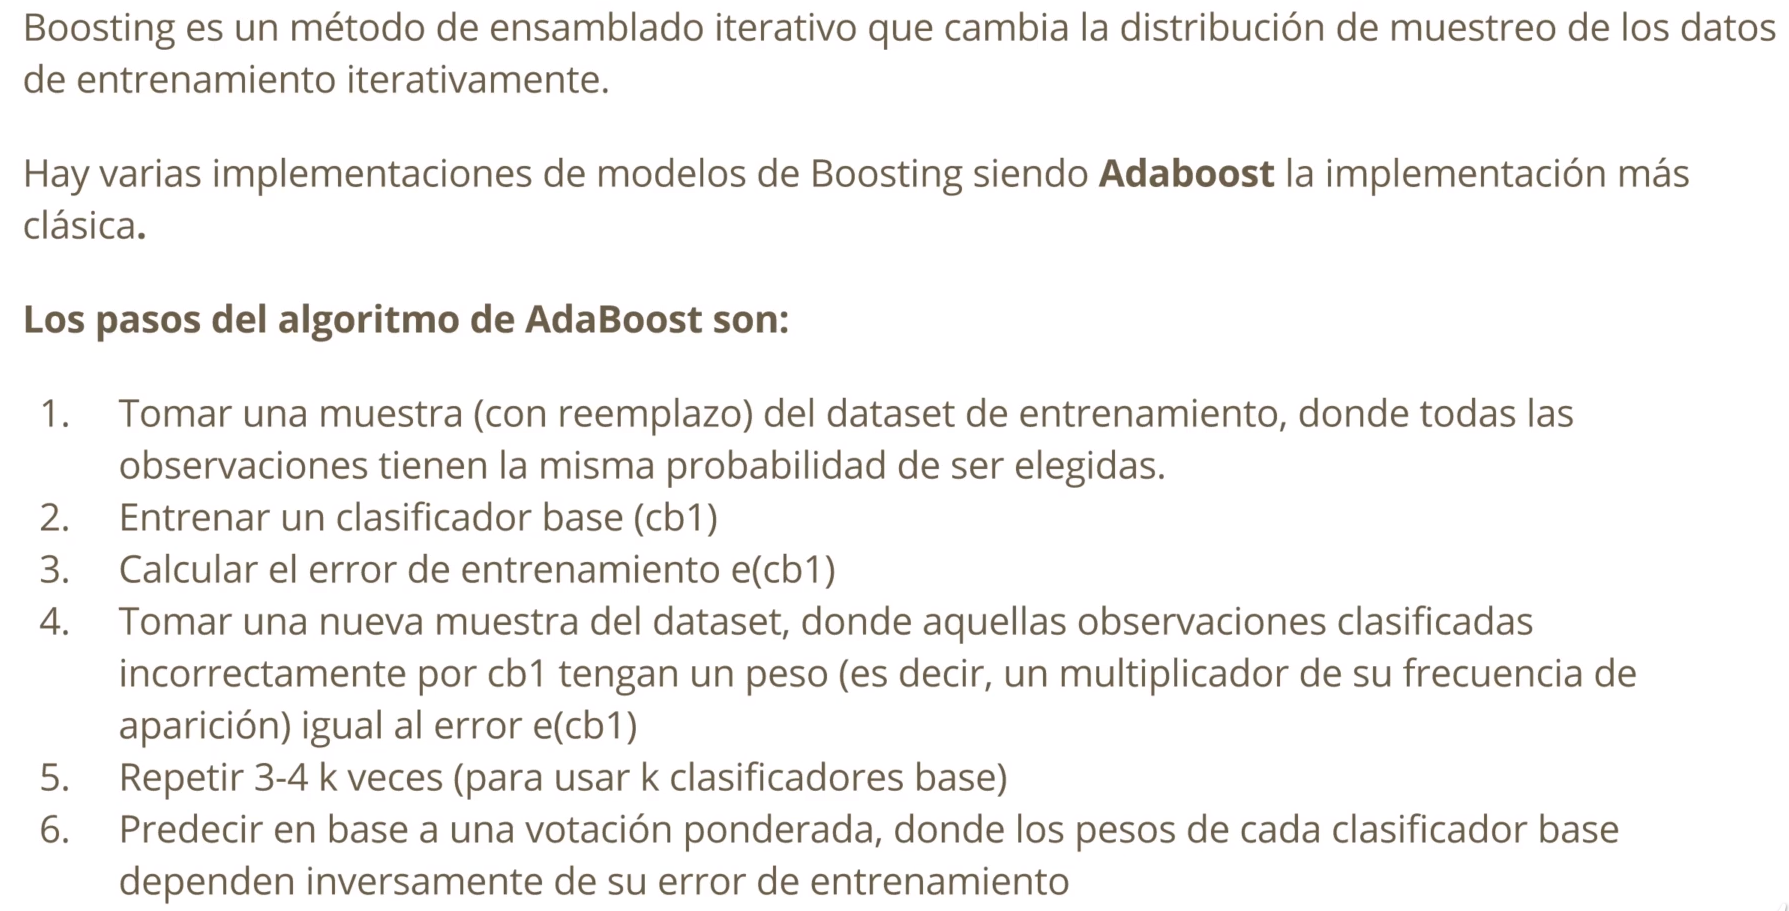 Boosting es un método de ensamblado iterativo que cambia la distribución de muestreo de los datos
de entrenamiento iterativamente.
Hay varias implementaciones de modelos de Boosting siendo Adaboost la implementación más
clásica.
Los pasos del algoritmo de AdaBoost son:
1. Tomar una muestra (con reemplazo) del dataset de entrenamiento, donde todas las
observaciones tienen la misma probabilidad de ser elegidas.
2. Entrenar un clasificador base (cb1)
3. Calcular el error de entrenamiento e(cb1)
4. Tomar una nueva muestra del dataset, donde aquellas observaciones clasificadas
incorrectamente por cb1 tengan un peso (es decir, un multiplicador de su frecuencia de
aparición) igual al error e(cb1)
5. Repetir 3-4 k veces (para usar k clasificadores base)
6. Predecir en base a una votación ponderada, donde los pesos de cada clasificador base
dependen inversamente de su error de entrenamiento